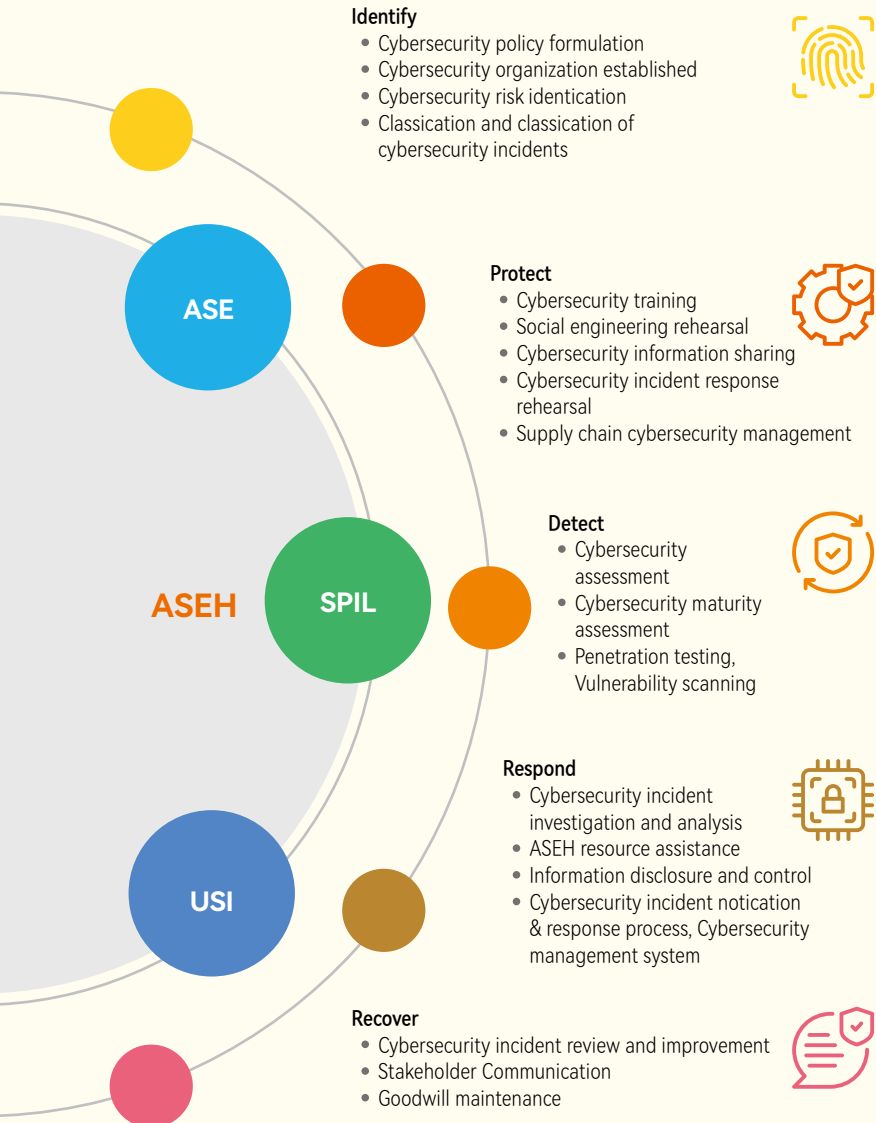 Identify
• Cybersecurity policy formulation
• Cybersecurity organization established
• Cybersecurity risk identication
• Classication and classication of
cybersecurity incidents
ASE
Protect
• Cybersecurity training
• Social engineering rehearsal
• Cybersecurity information sharing
• Cybersecurity incident response
rehearsal
• Supply chain cybersecurity management
ASEH
SPIL
Detect
• Cybersecurity
assessment
• Cybersecurity maturity
assessment
• Penetration testing,
Vulnerability scanning
Respond
• Cybersecurity incident
investigation and analysis
• ASEH resource assistance
• Information disclosure and control
• Cybersecurity incident notication
& response process, Cybersecurity
management system
USI
Recover
• Cybersecurity incident review and improvement
• Stakeholder Communication
• Goodwill maintenance